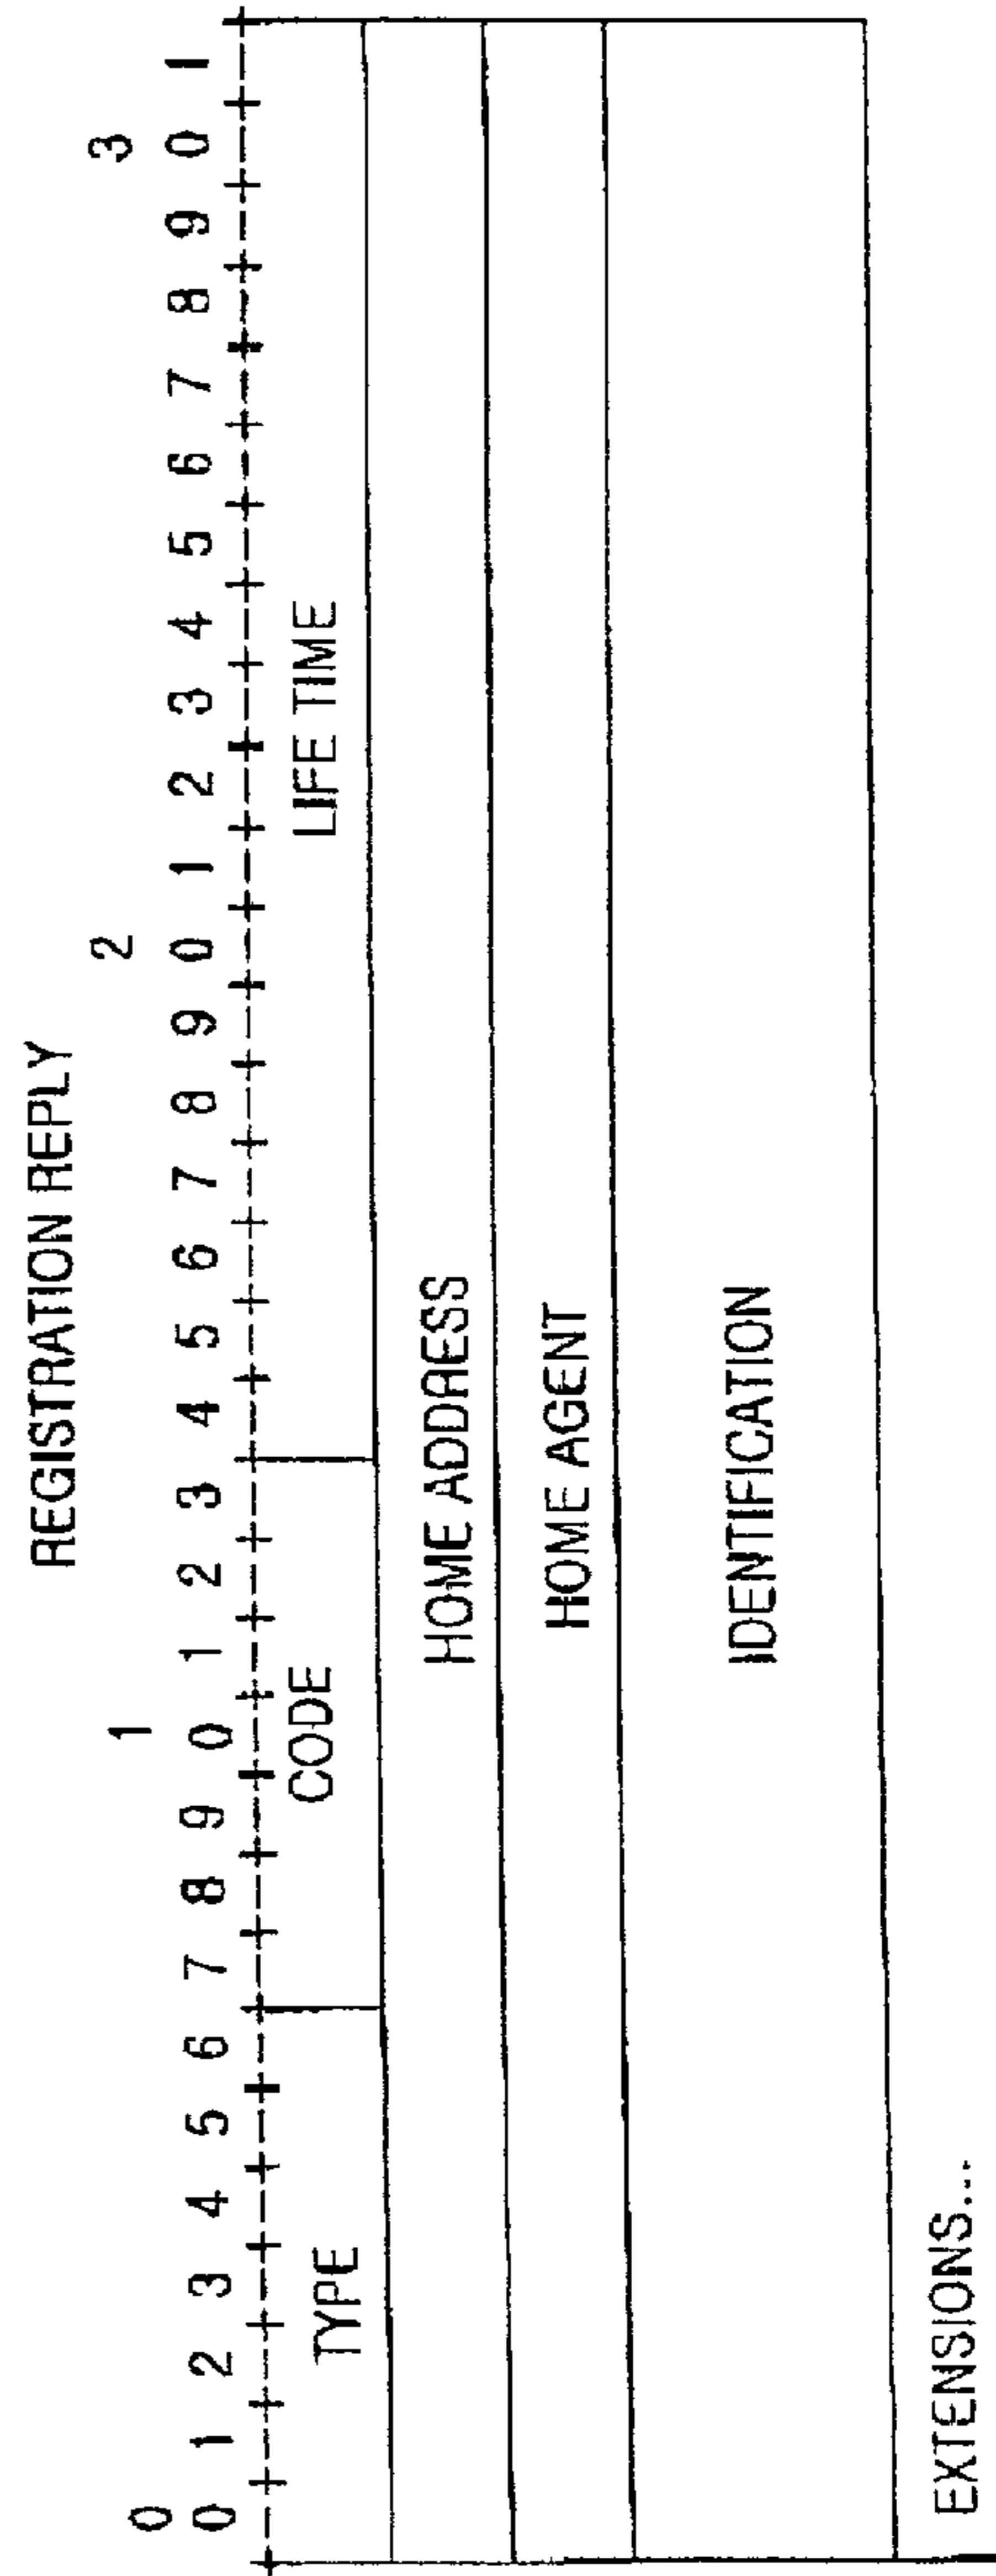 REGISTRATION REPLY
0 1 2 3
0 1 2 3 4 5 6 7 8 9 0 1 2 3 4 5 6 7 8 9 0 1 2 3 4 5 6 7 8 9 0 1
TYPE CODE LIFE TIME
HOME ADDRESS
HOME AGENT
IDENTIFICATION
EXTENSIONS...